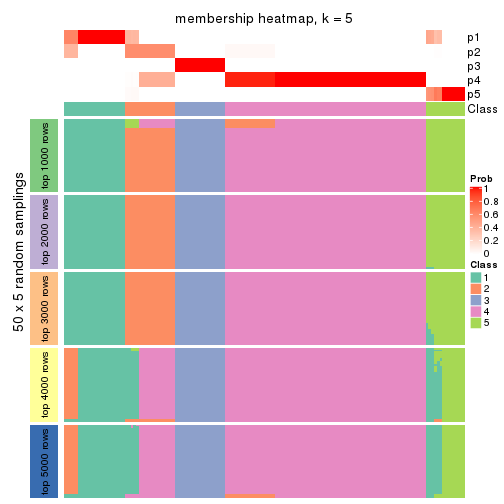 membership heatmap, k = 5
p1
p2
p3
p4
p5
Class
50 x 5 random samplings
top 1000 rows
top 2000 rows
top 3000 rows
top 4000 rows
top 5000 rows
Prob
1
0.8
0.6
0.4
0.2
0
Class
1
2
3
4
5